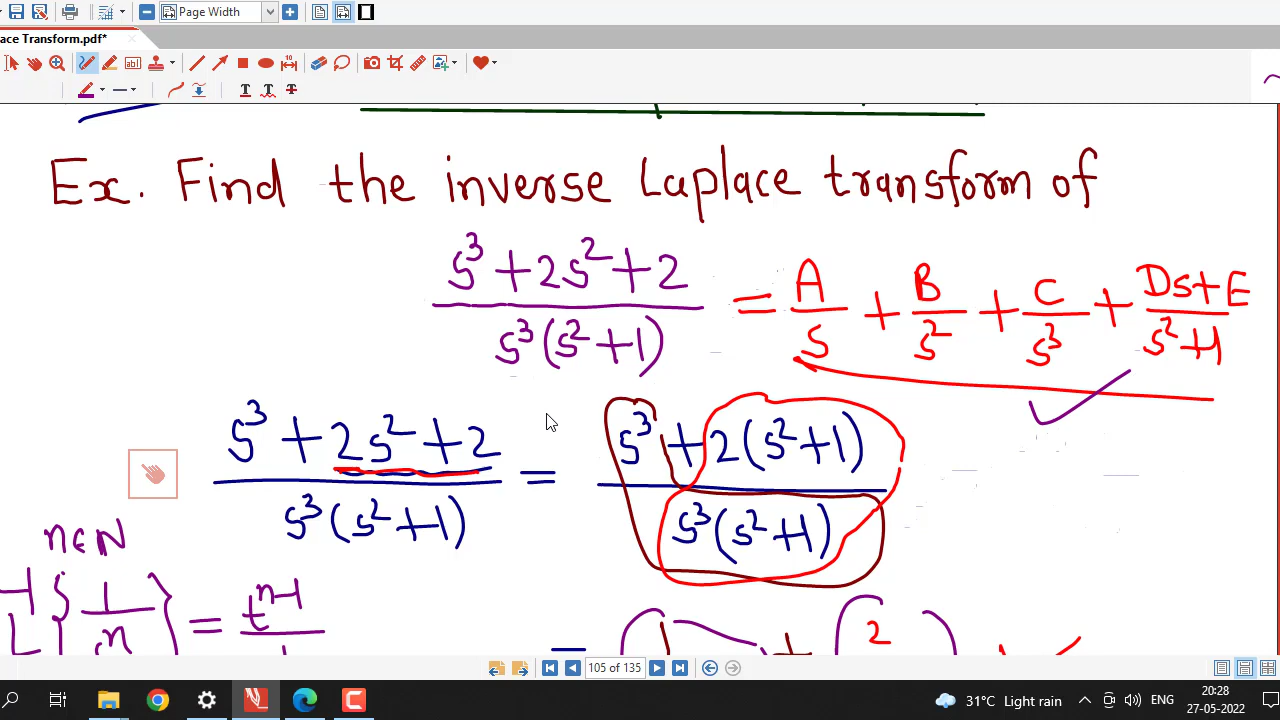 Page Width
ace Transform.pdf*
Ex. Find the inverse Laplace transform of
s³+2s²+2 / s³(s²+1) = A/s + B/s² + C/s³ + Ds+E/s²+1
s³+2s²+2 / s³(s²+1) = s³+2(s²+1) / s³(s²+1)
n∈N
{1/sⁿ} = tⁿ⁻¹
= + 2
105 of 135
31°C Light rain
ENG
20:28
27-05-2022